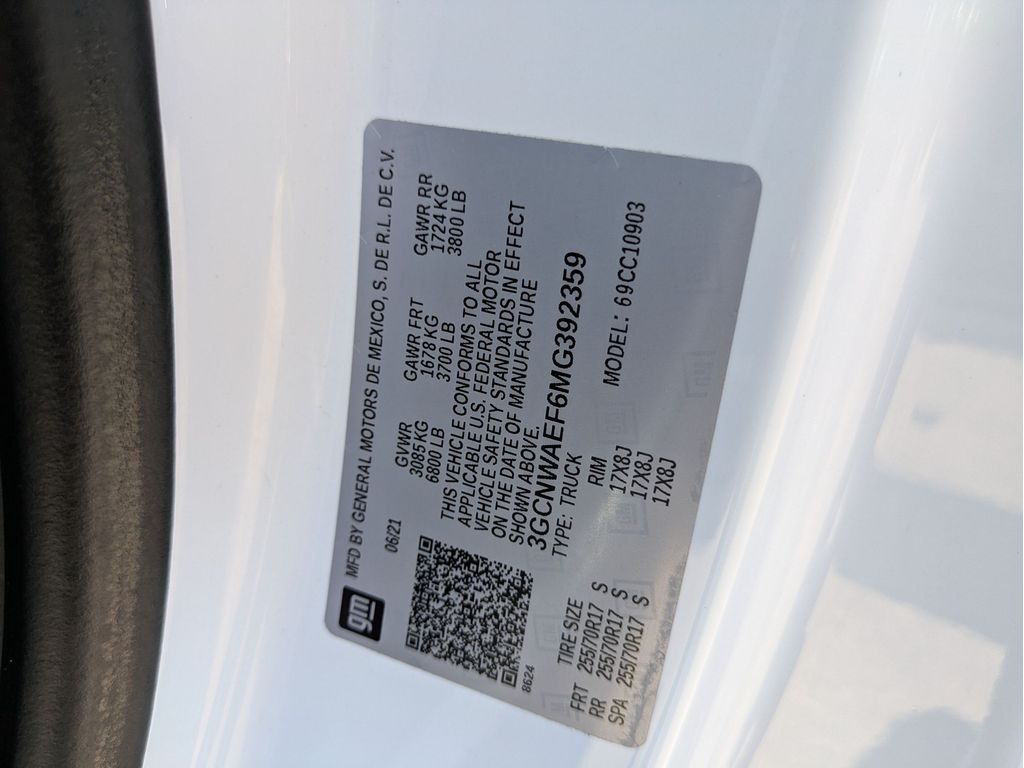 gm MFD BY GENERAL MOTORS DE MEXICO, S. DE R.L. DE C.V.
06/21
GVWR GAWR FRT GAWR RR
3085KG 1678 KG 1724 KG
6800 LB 3700 LB 3800 LB
THIS VEHICLE CONFORMS TO ALL
APPLICABLE U.S. FEDERAL MOTOR
VEHICLE SAFETY STANDARDS IN EFFECT
ON THE DATE OF MANUFACTURE
SHOWN ABOVE.
8624
3GCNWAEF6MG392359
TYPE: TRUCK
MODEL: 69CC10903
TIRE SIZE RIM
FRT 255/70R17 S 17X8J
RR 255/70R17 S 17X8J
SPA 255/70R17 S 17X8J